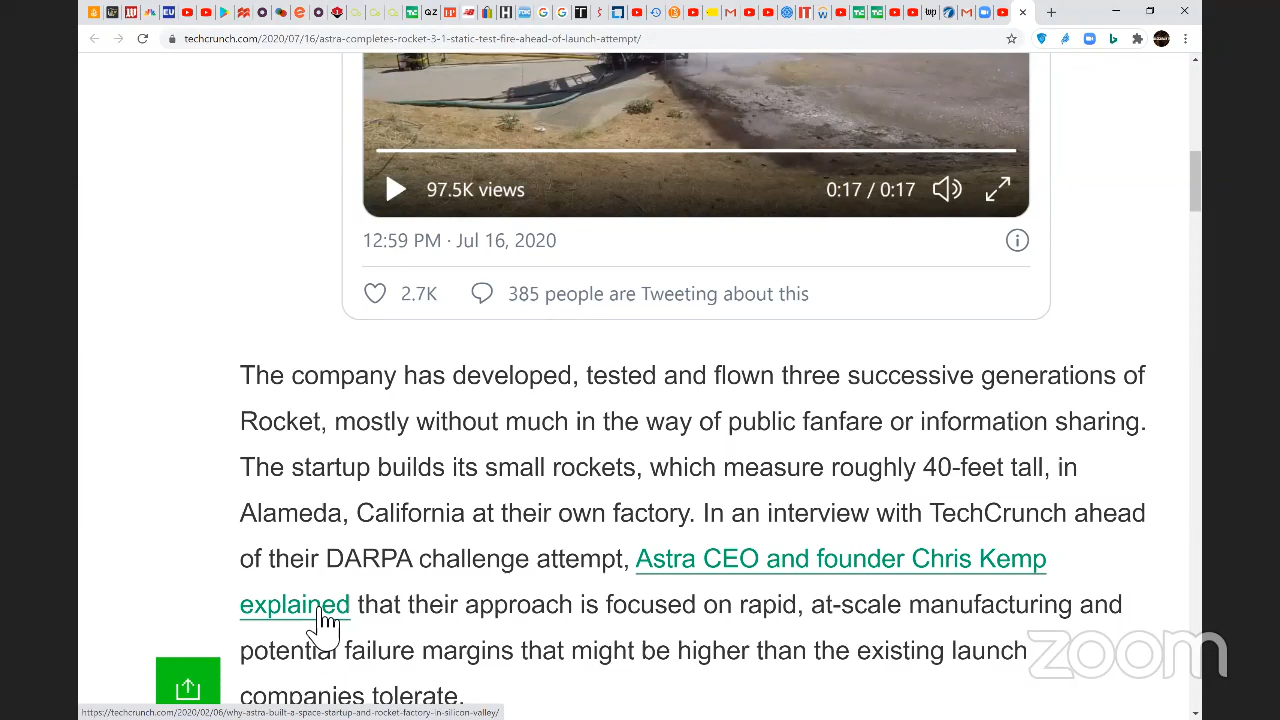 techcrunch.com/2020/07/16/astra-completes-rocket-3-1-static-test-fire-ahead-of-launch-attempt/
97.5K views
0:17 / 0:17
12:59 PM · Jul 16, 2020
2.7K
385 people are Tweeting about this
The company has developed, tested and flown three successive generations of
Rocket, mostly without much in the way of public fanfare or information sharing.
The startup builds its small rockets, which measure roughly 40-feet tall, in
Alameda, California at their own factory. In an interview with TechCrunch ahead
of their DARPA challenge attempt, Astra CEO and founder Chris Kemp
explained that their approach is focused on rapid, at-scale manufacturing and
potential failure margins that might be higher than the existing launch
companies tolerate.
zoom
https://techcrunch.com/2020/02/06/why-astra-built-a-space-startup-and-rocket-factory-in-silicon-valley/